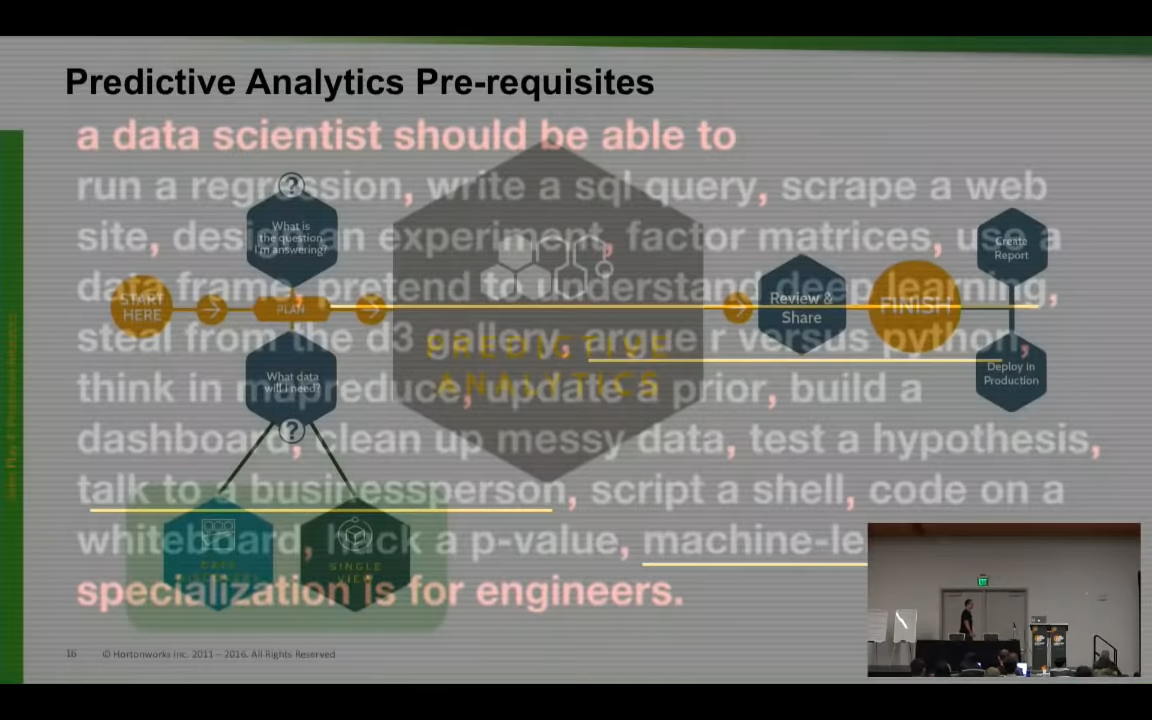 Predictive Analytics Pre-requisites
a data scientist should be able to
run a regression, write a sql query, scrape a web
site, design an experiment, factor matrices, use a
data frame, pretend to understand deep learning,
steal from the d3 gallery, argue r versus python,
think in mapreduce, update a prior, build a
dashboard, clean up messy data, test a hypothesis,
talk to a businessperson, script a shell, code on a
whiteboard, hack a p-value, machine-le
specialization is for engineers.
?
What is
the question
I'm answering?
START
HERE
PLAN
What data
will I need?
?
DATA
SINGLE
VIEW
PREDICTIVE
ANALYTICS
Review &
Share
FINISH
Create
Report
Deploy in
Production
16
© Hortonworks Inc. 2011 – 2016. All Rights Reserved